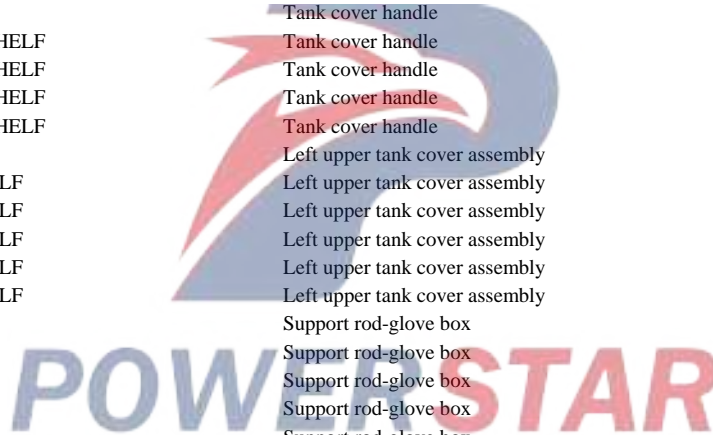 Tank cover handle
HELF Tank cover handle
HELF Tank cover handle
HELF Tank cover handle
HELF Tank cover handle
Left upper tank cover assembly
LF Left upper tank cover assembly
LF Left upper tank cover assembly
LF Left upper tank cover assembly
LF Left upper tank cover assembly
LF Left upper tank cover assembly
Support rod-glove box
Support rod-glove box
Support rod-glove box
Support rod-glove box
Support rod-glove box
POWERSTAR